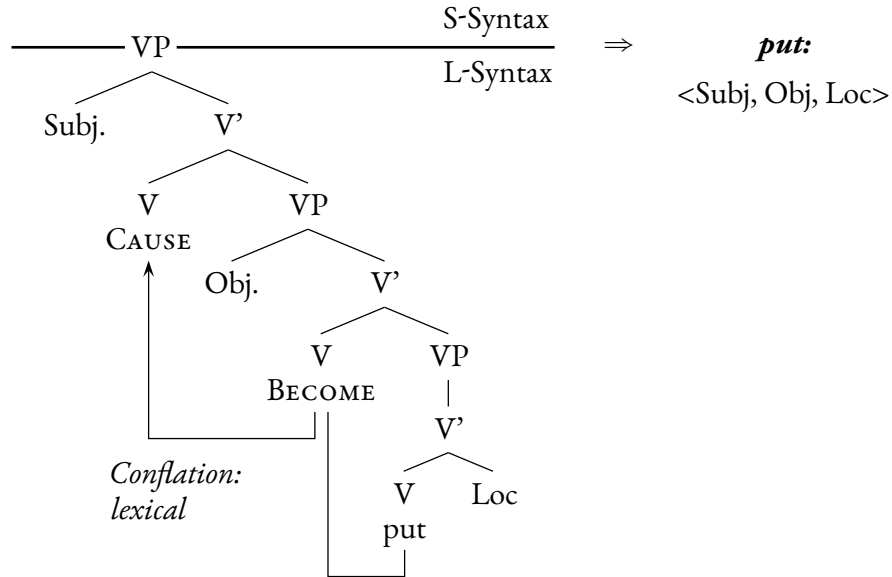 S-Syntax
VP
⇒
put:
L-Syntax
<Subj, Obj, Loc>
Subj.
V’
V
VP
CAUSE
Obj.
V’
V
VP
BECOME
V’
Conflation:
lexical
V
Loc
put